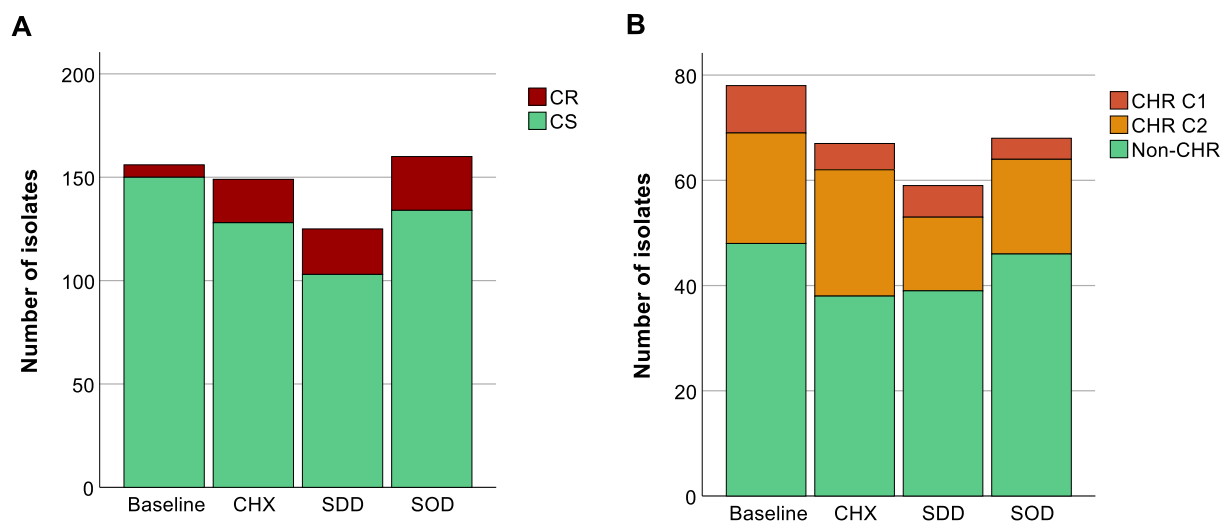 A
Number of isolates
200
150
100
50
0
Baseline CHX SDD SOD
CR
CS
B
Number of isolates
80
60
40
20
0
Baseline CHX SDD SOD
CHR C1
CHR C2
Non-CHR